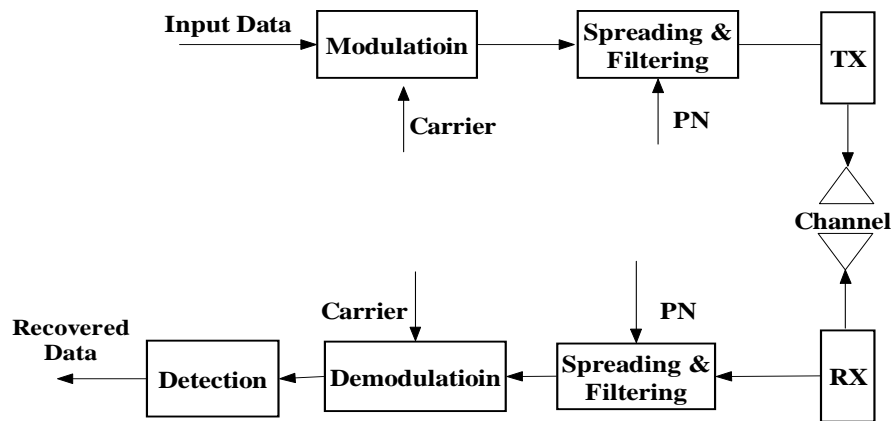 Input Data
Modulatioin
Spreading &
Filtering
TX
Carrier
PN
Channel
Carrier
PN
Recovered
Data
Detection
Demodulatioin
Spreading &
Filtering
RX